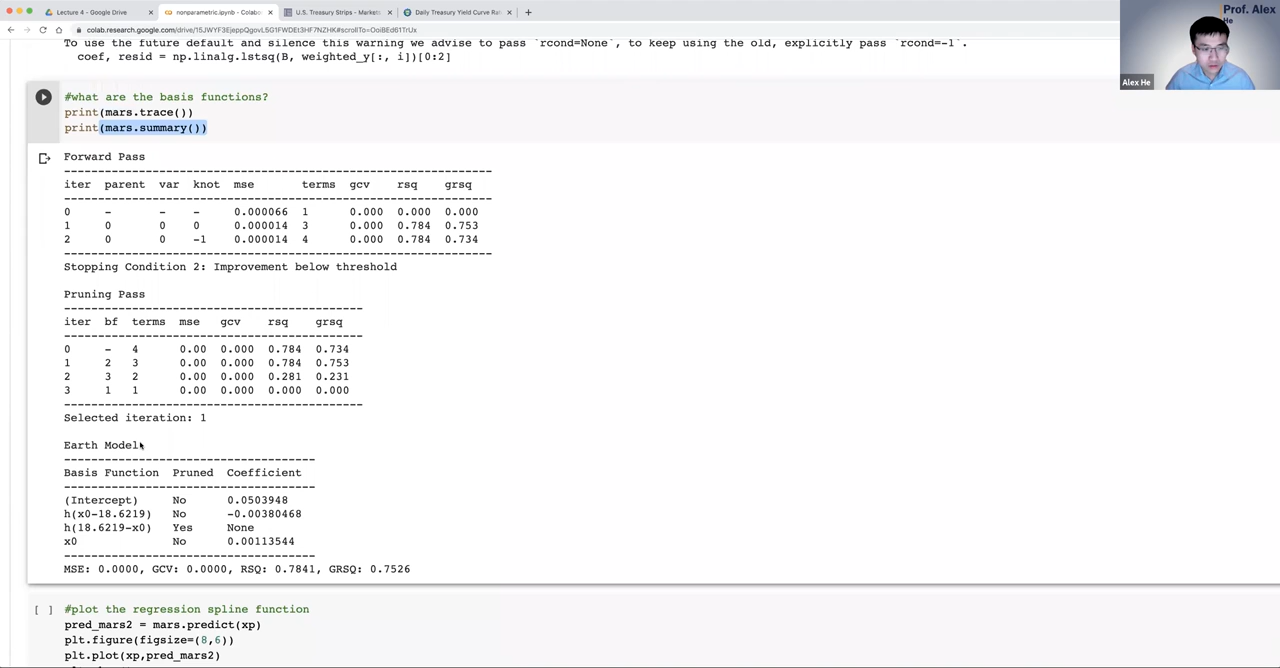 Lecture 4 - Google Drive
nonparametric.ipynb - Colabo
U.S. Treasury Strips - Markets
Daily Treasury Yield Curve Ra
colab.research.google.com/drive/
Prof. Alex
He
Alex He
To use the future default and silence this warning we advise to pass `rcond=None`, to keep using the old, explicitly pass `rcond=-1`.
coef, resid = np.linalg.lstsq(B, weighted_y[:, i])[0:2]
#what are the basis functions?
print(mars.trace())
print(mars.summary())
Forward Pass
---------------------------------------------------------------
iter parent var knot mse terms gcv rsq grsq
---------------------------------------------------------------
0 - - - 0.000066 1 0.000 0.000 0.000
1 0 0 0 0.000014 3 0.000 0.784 0.753
2 0 0 -1 0.000014 4 0.000 0.784 0.734
---------------------------------------------------------------
Stopping Condition 2: Improvement below threshold
Pruning Pass
--------------------------------------------
iter bf terms mse gcv rsq grsq
--------------------------------------------
0 - 4 0.00 0.000 0.784 0.734
1 2 3 0.00 0.000 0.784 0.753
2 3 2 0.00 0.000 0.281 0.231
3 1 1 0.00 0.000 0.000 0.000
--------------------------------------------
Selected iteration: 1
Earth Model
-------------------------------------
Basis Function Pruned Coefficient
-------------------------------------
(Intercept) No 0.0503948
h(x0-18.6219) No -0.00380468
h(18.6219-x0) Yes None
x0 No 0.00113544
-------------------------------------
MSE: 0.0000, GCV: 0.0000, RSQ: 0.7841, GRSQ: 0.7526
[ ] #plot the regression spline function
pred_mars2 = mars.predict(xp)
plt.figure(figsize=(8,6))
plt.plot(xp,pred_mars2)